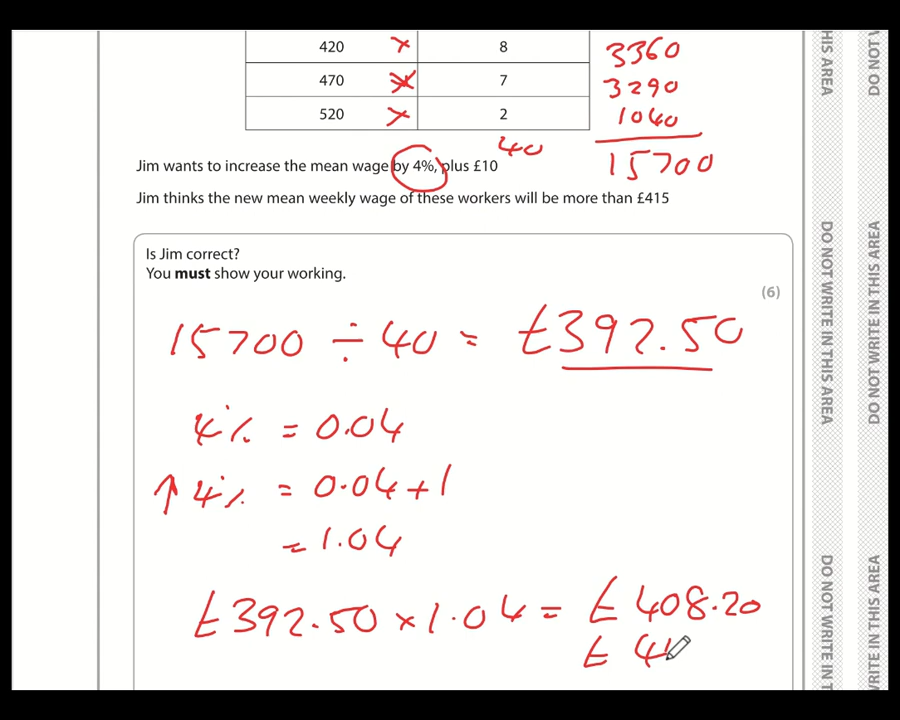 420 × 8 3360
470 × 7 3290
520 × 2 1040
40
15700
Jim wants to increase the mean wage by 4%, plus £10
Jim thinks the new mean weekly wage of these workers will be more than £415
Is Jim correct?
You must show your working.
(6)
15700 ÷ 40 = £392.50
4% = 0.04
↑ 4% = 0.04 + 1
= 1.04
£392.50 × 1.04 = £408.20
£ 41
HIS AREA
DO NOT WRITE IN THIS AREA
DO NOT WRITE IN T
DO NOT W
DO NOT WRITE IN THIS AREA
WRITE IN THIS AREA